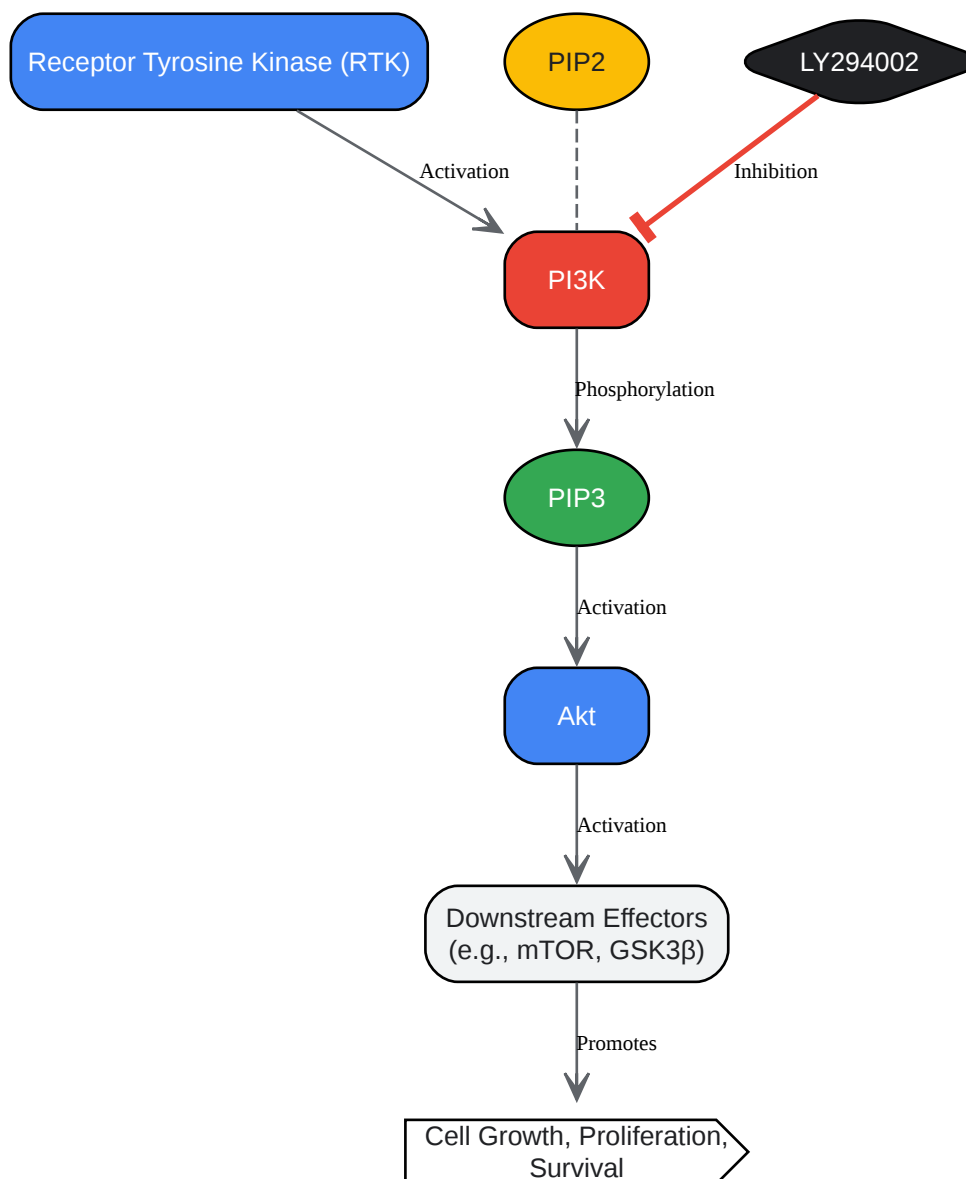 Receptor Tyrosine Kinase (RTK)
PIP2
LY294002
Activation
Inhibition
PI3K
Phosphorylation
PIP3
Activation
Akt
Activation
Downstream Effectors
(e.g., mTOR, GSK3β)
Promotes
Cell Growth, Proliferation,
Survival